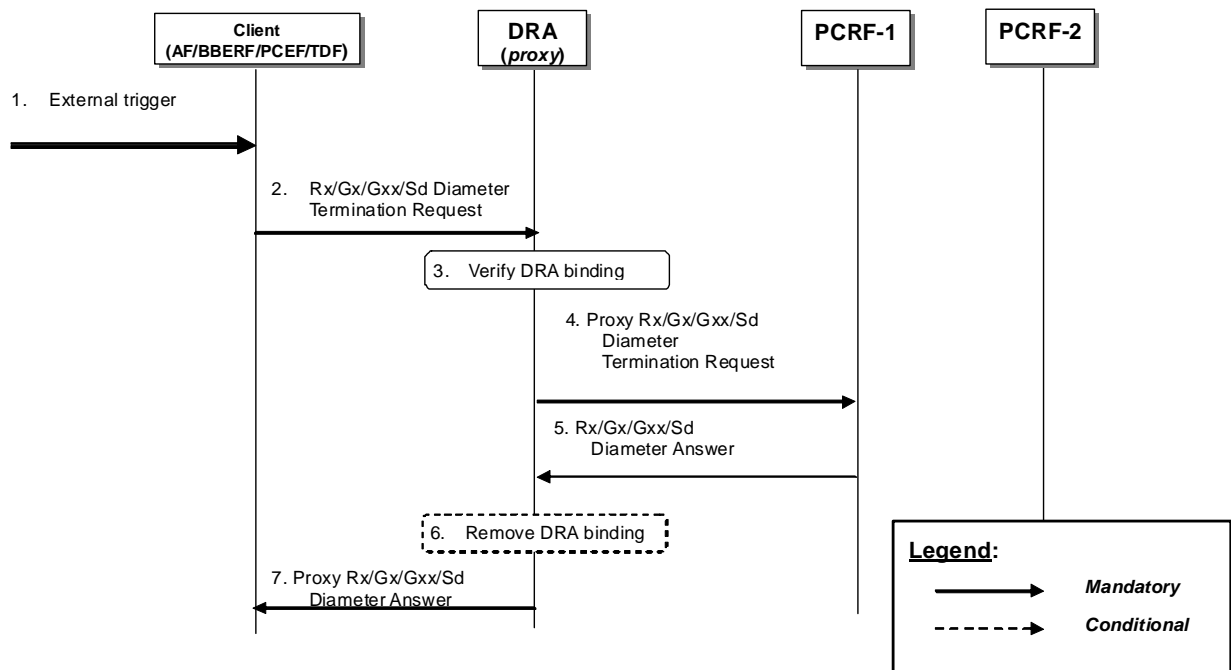 Client
(AF/BBERF/PCEF/TDF)
DRA
(proxy)
PCRF-1
PCRF-2
1. External trigger
2. Rx/Gx/Gxx/Sd Diameter
Termination Request
3. Verify DRA binding
4. Proxy Rx/Gx/Gxx/Sd
Diameter
Termination Request
5. Rx/Gx/Gxx/Sd
Diameter Answer
6. Remove DRA binding
7. Proxy Rx/Gx/Gxx/Sd
Diameter Answer
Legend:
Mandatory
Conditional